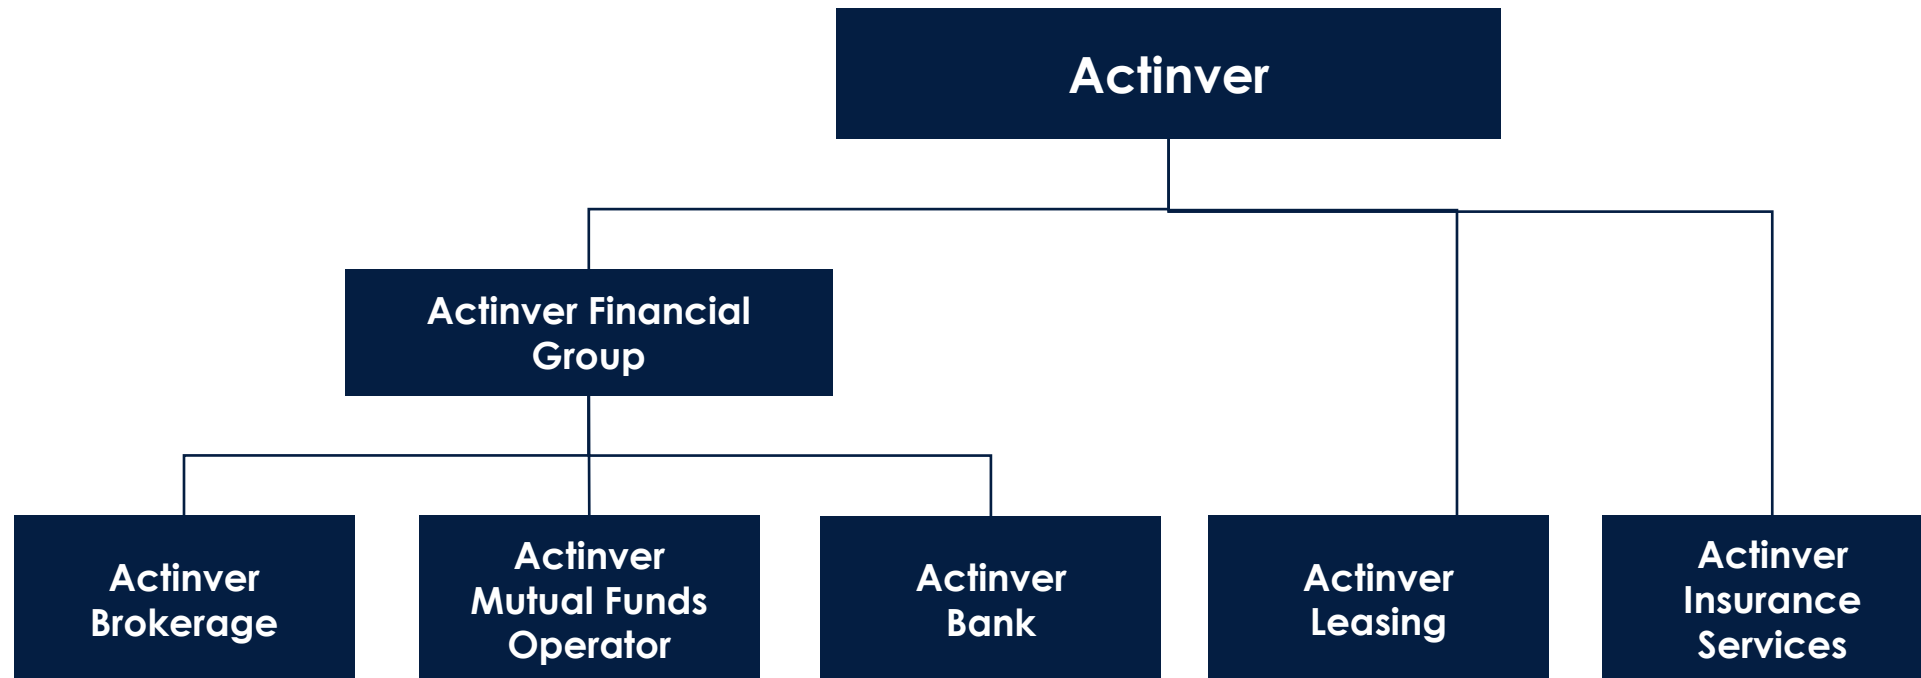 Actinver
Actinver Financial
Group
Actinver
Brokerage
Actinver
Mutual Funds
Operator
Actinver
Bank
Actinver
Leasing
Actinver
Insurance
Services